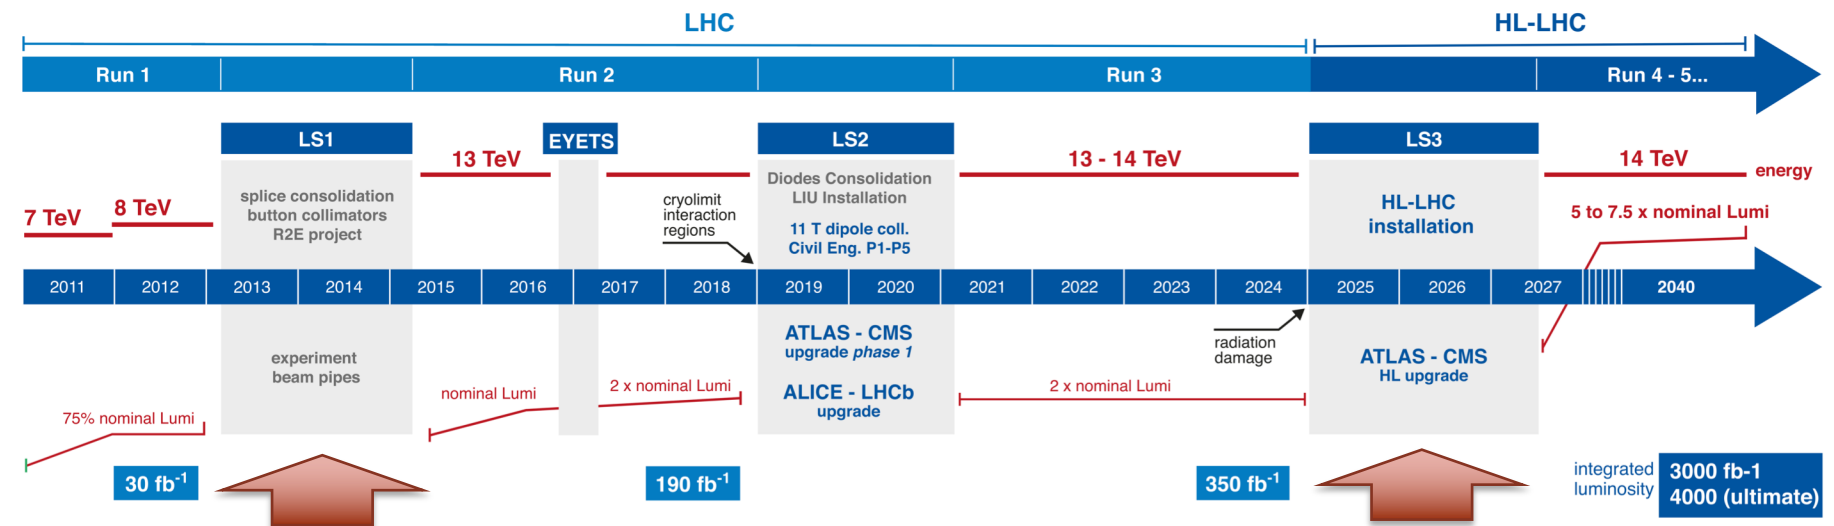 LHC
HL-LHC
Run 1
Run 2
Run 3
Run 4 - 5...
LS1
EYETS
LS2
LS3
13 TeV
13 - 14 TeV
14 TeV
energy
7 TeV
8 TeV
splice consolidation
button collimators
R2E project
cryolimit
interaction
regions
Diodes Consolidation
LIU Installation
11 T dipole coll.
Civil Eng. P1-P5
HL-LHC
installation
5 to 7.5 x nominal Lumi
2011
2012
2013
2014
2015
2016
2017
2018
2019
2020
2021
2022
2023
2024
2025
2026
2027
2040
experiment
beam pipes
ATLAS - CMS
upgrade phase 1
ALICE - LHCb
upgrade
radiation
damage
ATLAS - CMS
HL upgrade
75% nominal Lumi
nominal Lumi
2 x nominal Lumi
2 x nominal Lumi
30 fb⁻¹
190 fb⁻¹
350 fb⁻¹
integrated
luminosity
3000 fb-1
4000 (ultimate)